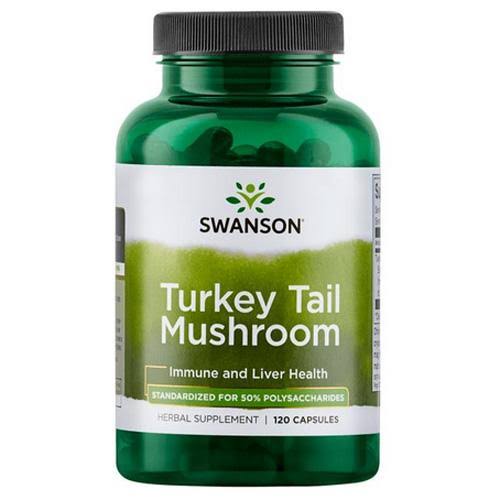 SWANSON®
Turkey Tail
Mushroom
Immune and Liver Health
STANDARDIZED FOR 50% POLYSACCHARIDES
HERBAL SUPPLEMENT | 120 CAPSULES